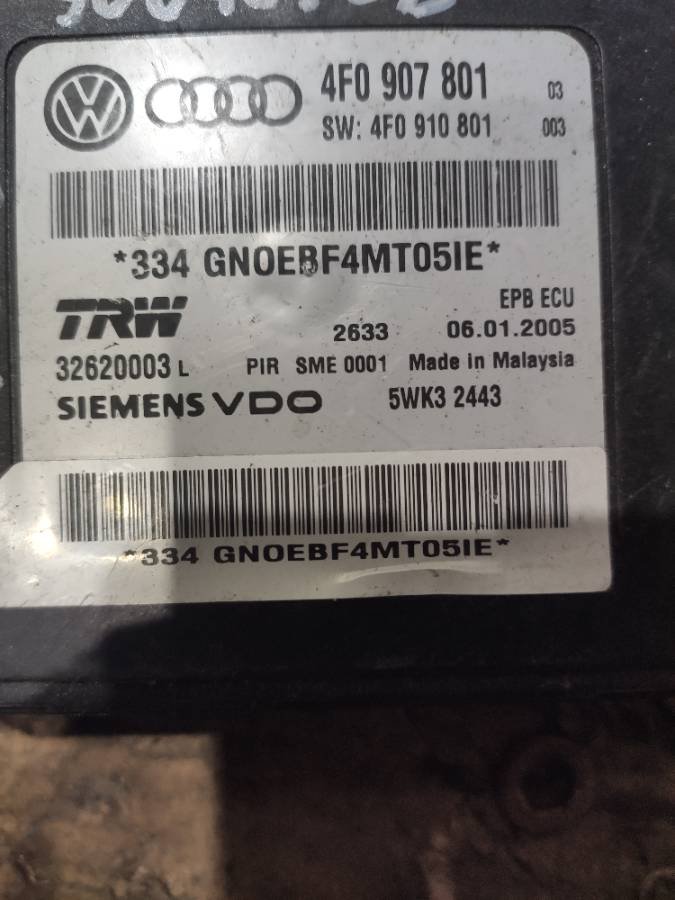 VW 4F0 907 801 03
SW: 4F0 910 801 003
*334 GNOEBF4MT05IE*
TRW EPB ECU
2633 06.01.2005
32620003 L PIR SME 0001 Made in Malaysia
SIEMENS VDO 5WK3 2443
*334 GNOEBF4MT05IE*